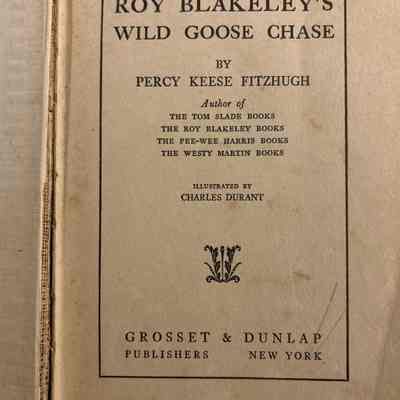 ROY BLAKELEY'S
WILD GOOSE CHASE
BY
PERCY KEESE FITZHUGH
Author of
THE TOM SLADE BOOKS
THE ROY BLAKELEY BOOKS
THE PEE-WEE HARRIS BOOKS
THE WESTY MARTIN BOOKS
ILLUSTRATED BY
CHARLES DURANT
GROSSET & DUNLAP
PUBLISHERS NEW YORK